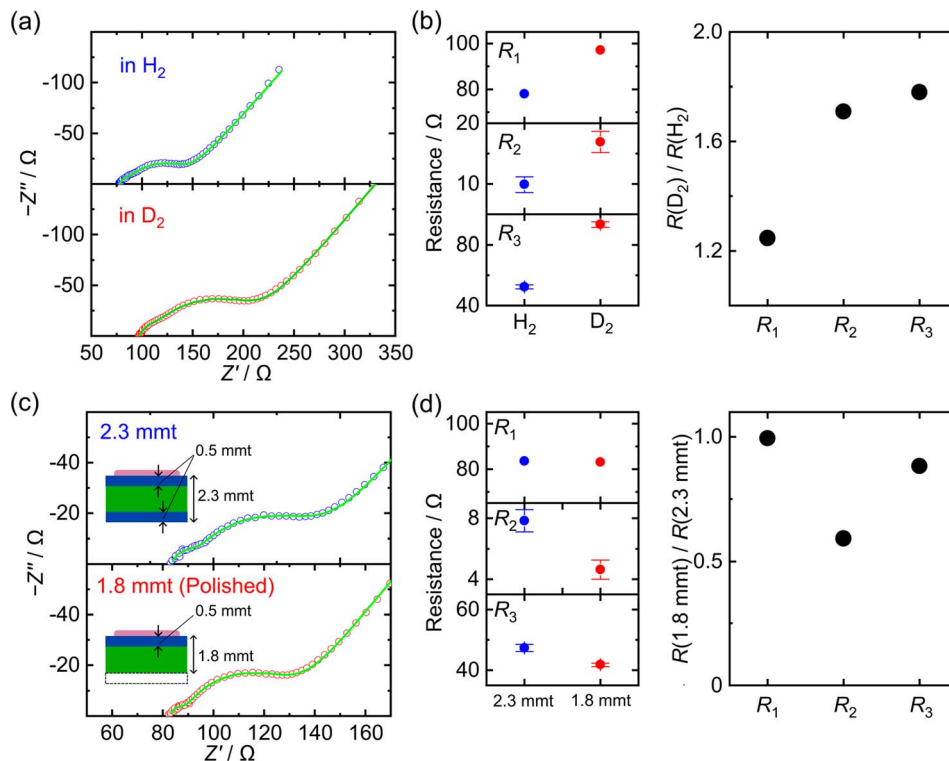 (a)
in H2
in D2
−Z″ / Ω
-100
-50
0
-100
-50
0
50 100 150 200 250 300 350
Z′ / Ω
(b)
R1
R2
R3
Resistance / Ω
100
80
20
10
80
40
H2 D2
R(D2) / R(H2)
1.8
1.6
1.2
R1 R2 R3
(c)
2.3 mmt
0.5 mmt
2.3 mmt
1.8 mmt (Polished)
0.5 mmt
1.8 mmt
−Z″ / Ω
-40
-20
0
-40
-20
0
60 80 100 120 140 160
Z′ / Ω
(d)
R1
R2
R3
Resistance / Ω
100
80
8
4
60
40
2.3 mmt 1.8 mmt
R(1.8 mmt) / R(2.3 mmt)
1.0
0.5
0
R1 R2 R3